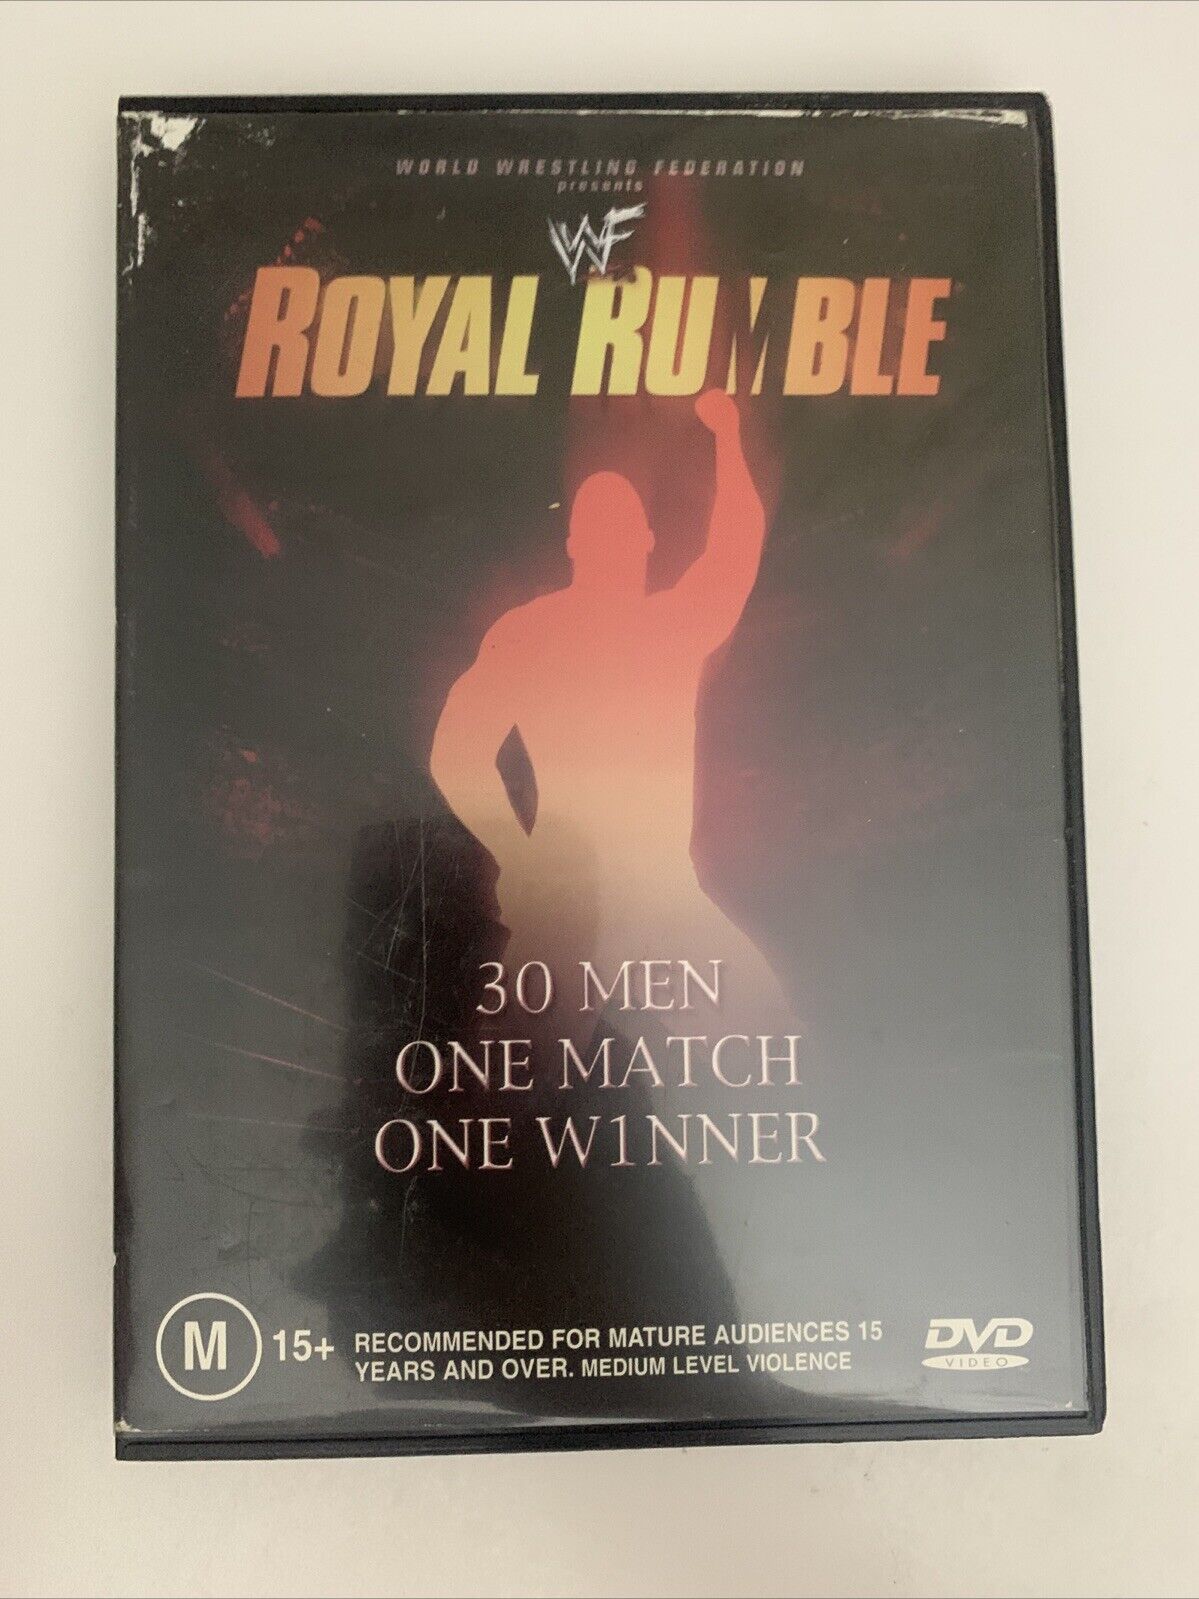 WORLD WRESTLING FEDERATION
presents
WF
ROYAL RUMBLE
30 MEN
ONE MATCH
ONE W1NNER
M 15+ RECOMMENDED FOR MATURE AUDIENCES 15
YEARS AND OVER. MEDIUM LEVEL VIOLENCE
DVD
VIDEO